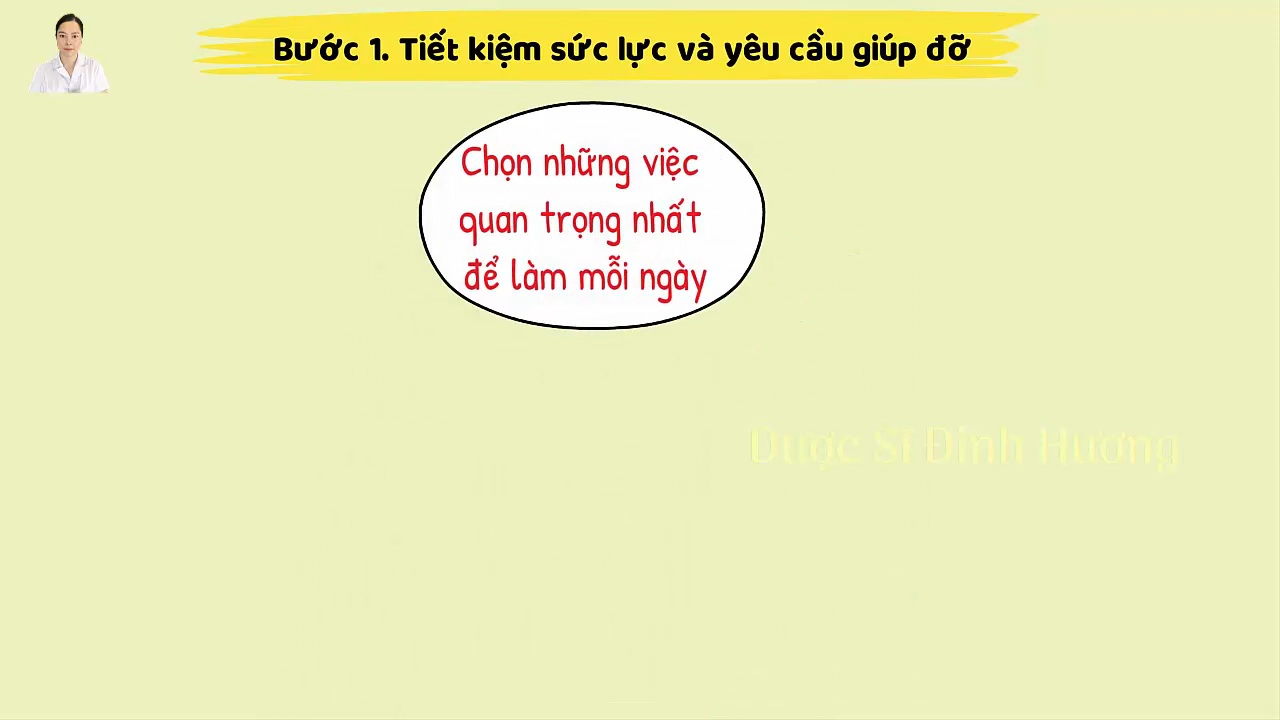 Bước 1. Tiết kiệm sức lực và yêu cầu giúp đỡ
Chọn những việc
quan trọng nhất
để làm mỗi ngày
Dược Sĩ Đinh Hương